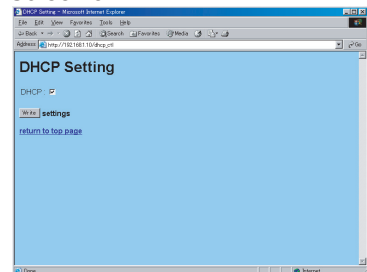 DHCP Setting - Microsoft Internet Explorer
File Edit View Favorites Tools Help
Back Search Favorites Media
Address http://192.168.1.10/dhcp_ctl Go
DHCP Setting
DHCP :
Write settings
return to top page
Done Internet